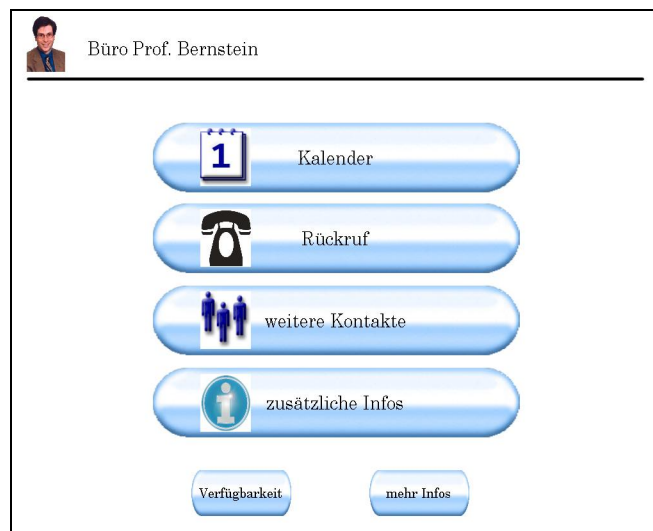 Büro Prof. Bernstein
1
Kalender
Rückruf
weitere Kontakte
zusätzliche Infos
Verfügbarkeit
mehr Infos